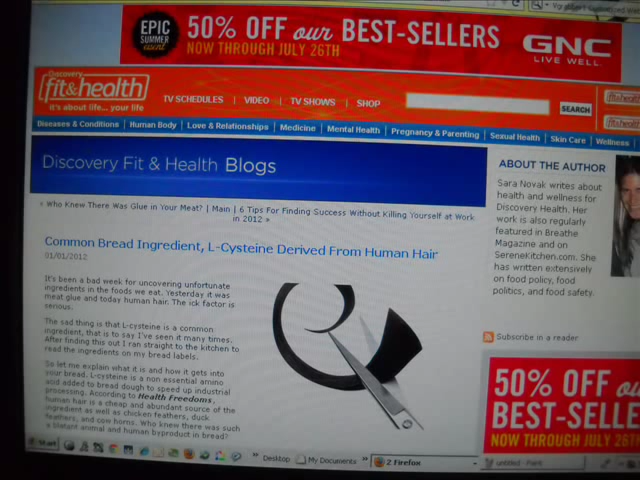 EPIC SUMMER event
50% OFF our BEST-SELLERS
NOW THROUGH JULY 26TH
GNC
LIVE WELL.
Discovery
fit&health
it's about life... your life
TV SCHEDULES | VIDEO | TV SHOWS | SHOP
SEARCH
Diseases & Conditions | Human Body | Love & Relationships | Medicine | Mental Health | Pregnancy & Parenting | Sexual Health | Skin Care | Wellness
Discovery Fit & Health Blogs
« Who Knew There Was Glue in Your Meat? | Main | 6 Tips For Finding Success Without Killing Yourself at Work
in 2012 »
Common Bread Ingredient, L-Cysteine Derived From Human Hair
01/01/2012
It's been a bad week for uncovering unfortunate
ingredients in the foods we eat. Yesterday it was
meat glue and today human hair. The ick factor is
serious.
The sad thing is that L-cysteine is a common
ingredient, that is to say I've seen it many times.
After finding this out I ran straight to the kitchen to
read the ingredients on my bread labels.
So let me explain what it is and how it gets into
your bread. L-cysteine is a non essential amino
acid added to bread dough to speed up industrial
processing. According to Health Freedoms,
human hair is a cheap and abundant source of the
ingredient as well as chicken feathers, duck
feathers, and cow horns. Who knew there was such
a blatant animal and human byproduct in bread?
ABOUT THE AUTHOR
Sara Novak writes about
health and wellness for
Discovery Health. Her
work is also regularly
featured in Breathe
Magazine and on
SereneKitchen.com. She
has written extensively
on food policy, food
politics, and food safety.
Subscribe in a reader
50% OFF
BEST-SELLE
NOW THROUGH JULY 26TH
Start
Desktop
My Documents
2 Firefox
untitled - Paint